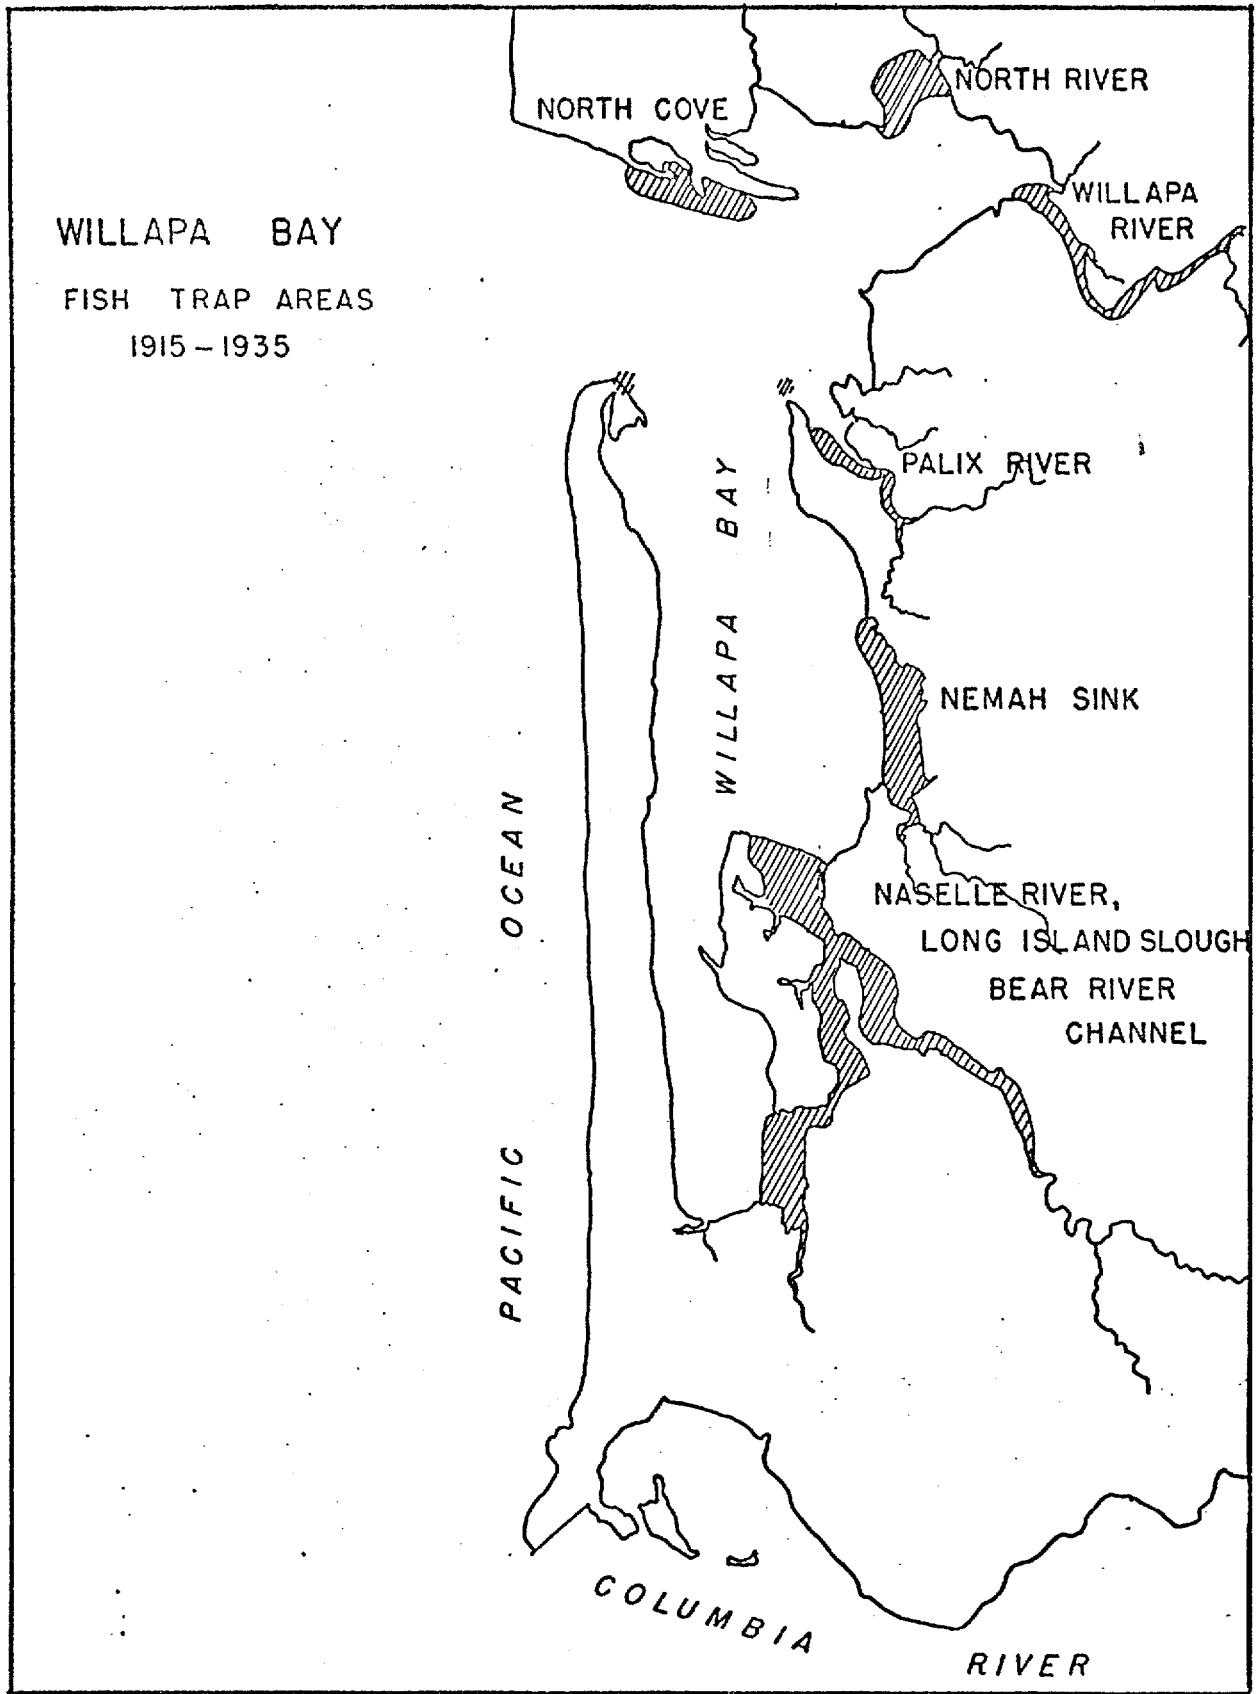 NORTH RIVER
NORTH COVE
WILLAPA
RIVER
WILLAPA BAY
FISH TRAP AREAS
1915-1935
PALIX RIVER
WILLAPA BAY
NEMAH SINK
NASELLE RIVER,
LONG ISLAND SLOUGH
BEAR RIVER
CHANNEL
PACIFIC OCEAN
COLUMBIA
RIVER